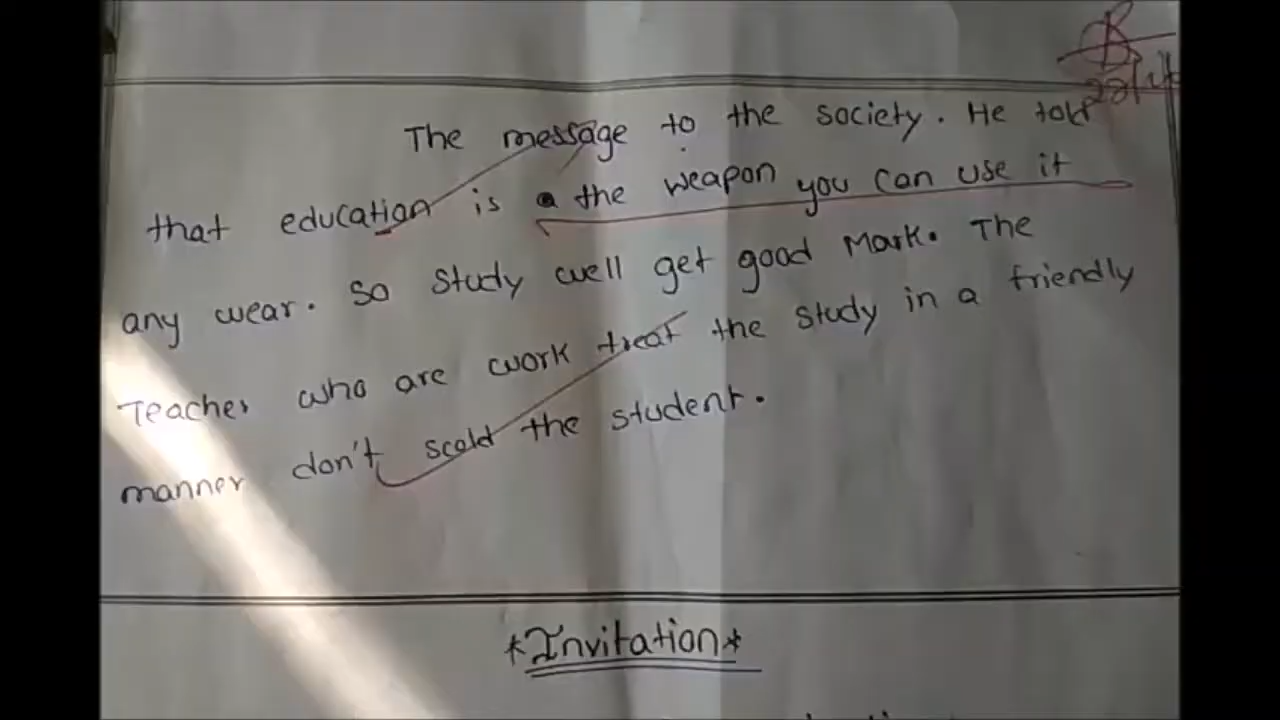 The message to the society. He told
that education is a the weapon you can use it
any wear. So study well get good Mark. The
Teacher who are work treat the study in a friendly
manner don't scold the student.
*Invitation*